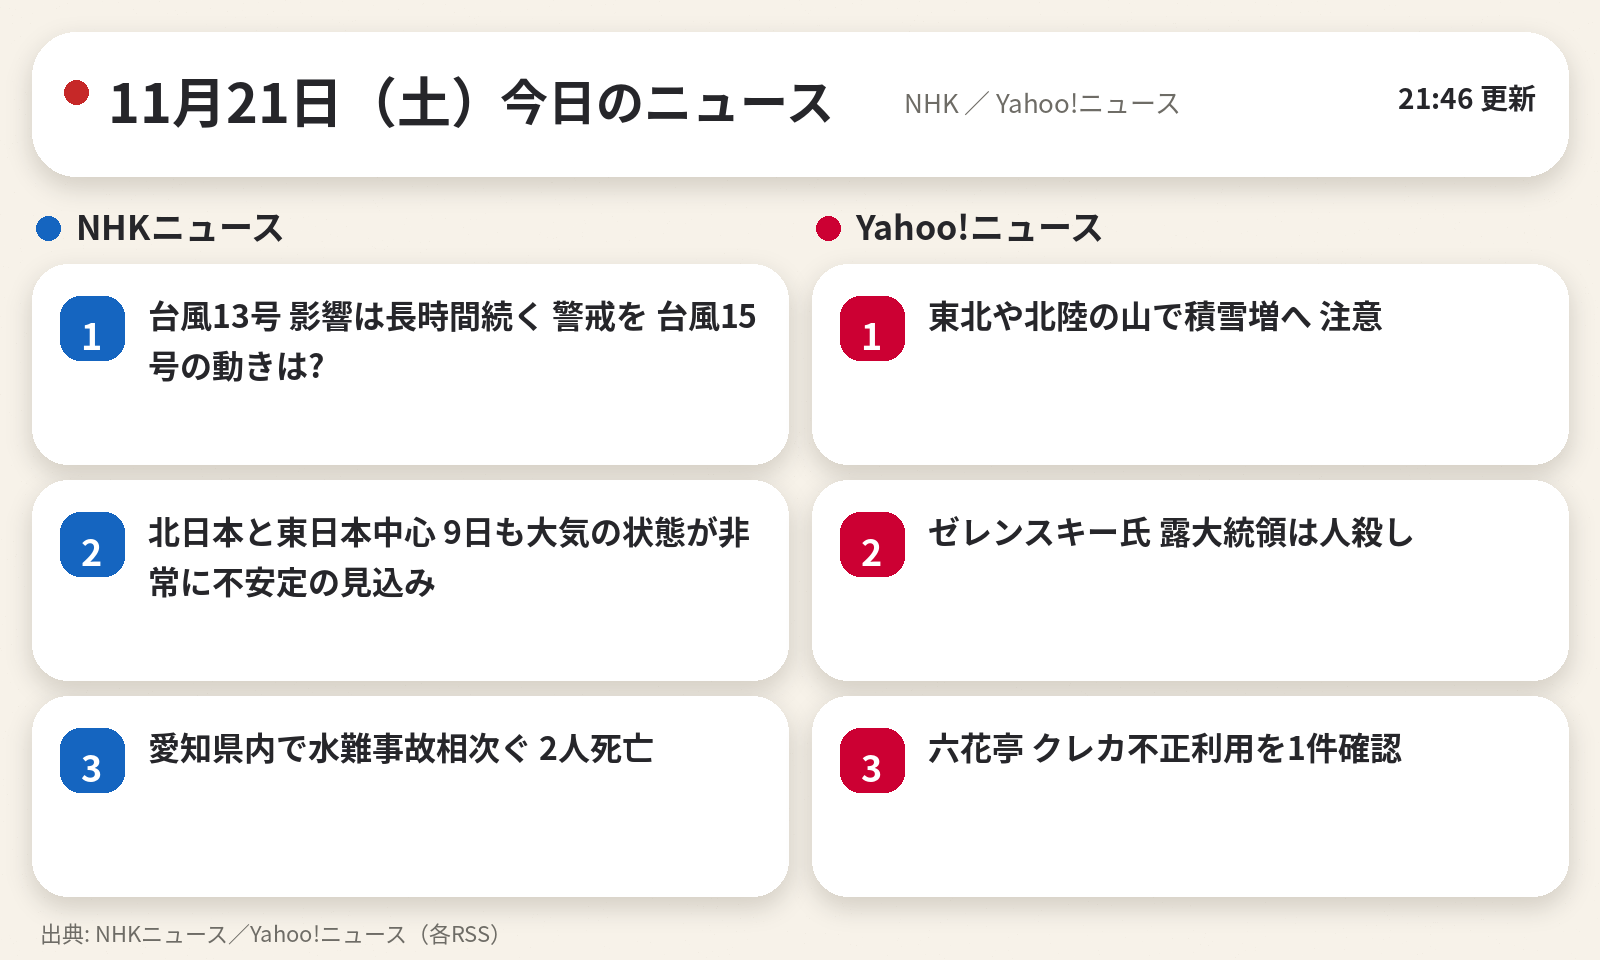 11月21日（土）今日のニュース
NHK ／ Yahoo!ニュース
21:46 更新
NHKニュース
1
台風13号 影響は長時間続く 警戒を 台風15
号の動きは?
2
北日本と東日本中心 9日も大気の状態が非
常に不安定の見込み
3
愛知県内で水難事故相次ぐ 2人死亡
Yahoo!ニュース
1
東北や北陸の山で積雪増へ 注意
2
ゼレンスキー氏 露大統領は人殺し
3
六花亭 クレカ不正利用を1件確認
出典: NHKニュース／Yahoo!ニュース（各RSS）